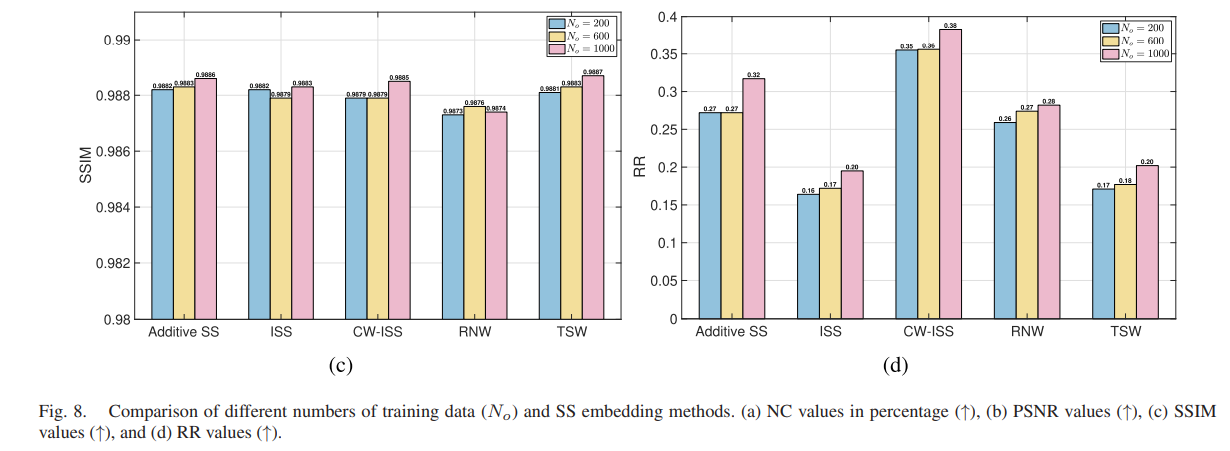 0.99
0.988
0.986
0.984
0.982
0.98
SSIM
N_o = 200
N_o = 600
N_o = 1000
0.9882 0.9883 0.9886
0.9882 0.9879 0.9883
0.9879 0.9879 0.9885
0.9873 0.9876 0.9874
0.9881 0.9883 0.9887
Additive SS ISS CW-ISS RNW TSW
(c)
0.4
0.35
0.3
0.25
0.2
0.15
0.1
0.05
0
RR
N_o = 200
N_o = 600
N_o = 1000
0.27 0.27 0.32
0.16 0.17 0.20
0.35 0.36 0.38
0.26 0.27 0.28
0.17 0.18 0.20
Additive SS ISS CW-ISS RNW TSW
(d)
Fig. 8. Comparison of different numbers of training data (N_o) and SS embedding methods. (a) NC values in percentage (↑), (b) PSNR values (↑), (c) SSIM
values (↑), and (d) RR values (↑).